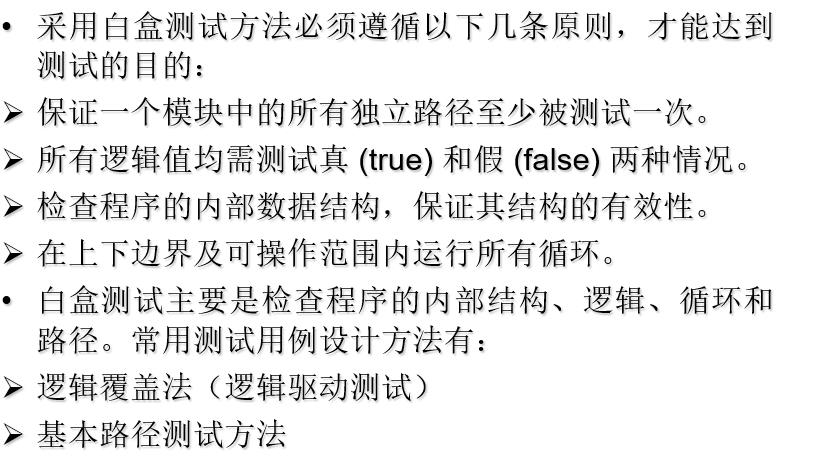 • 采用白盒测试方法必须遵循以下几条原则，才能达到
测试的目的：
➢ 保证一个模块中的所有独立路径至少被测试一次。
➢ 所有逻辑值均需测试真 (true) 和假 (false) 两种情况。
➢ 检查程序的内部数据结构，保证其结构的有效性。
➢ 在上下边界及可操作范围内运行所有循环。
• 白盒测试主要是检查程序的内部结构、逻辑、循环和
路径。常用测试用例设计方法有：
➢ 逻辑覆盖法（逻辑驱动测试）
➢ 基本路径测试方法